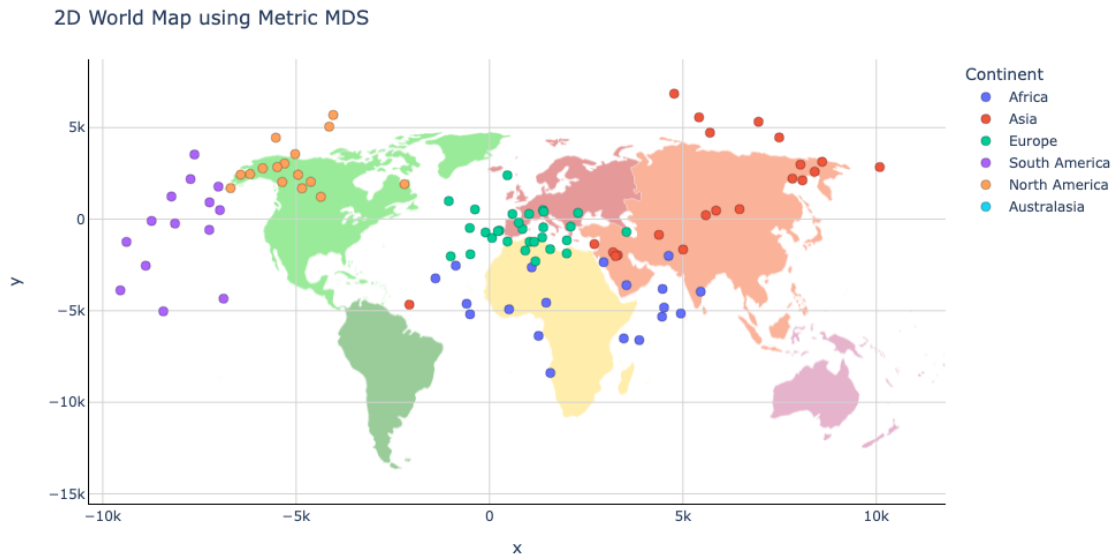 2D World Map using Metric MDS
Continent
Africa
Asia
Europe
South America
North America
Australasia
5k
0
−5k
−10k
−15k
y
−10k
−5k
0
5k
10k
x